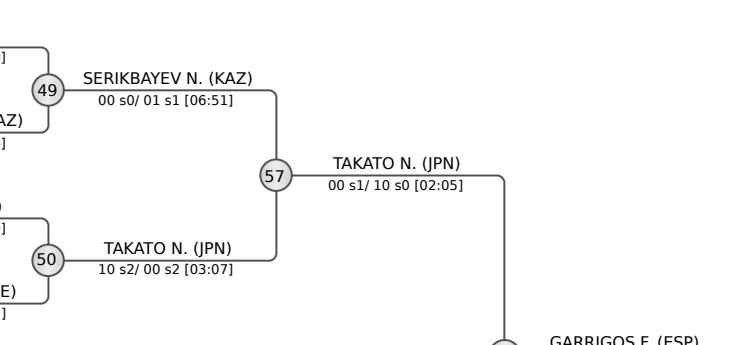 SERIKBAYEV N. (KAZ)
49
00 s0/ 01 s1 [06:51]
AZ)
TAKATO N. (JPN)
57
00 s1/ 10 s0 [02:05]
TAKATO N. (JPN)
50
10 s2/ 00 s2 [03:07]
E)
GARRIGOS F. (ESP)